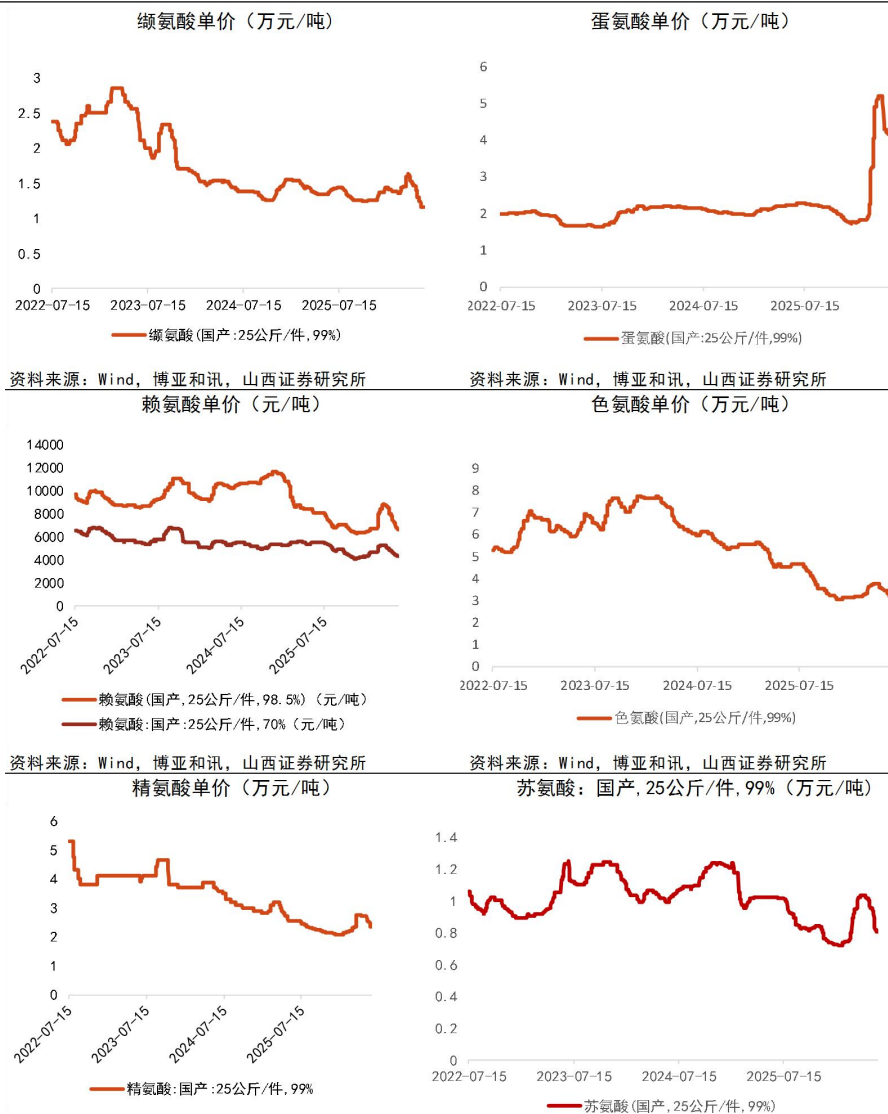 缬氨酸单价（万元/吨）
3
2.5
2
1.5
1
0.5
0
2022-07-15 2023-07-15 2024-07-15 2025-07-15
缬氨酸(国产:25公斤/件,99%)
资料来源：Wind，博亚和讯，山西证券研究所
蛋氨酸单价（万元/吨）
6
5
4
3
2
1
0
2022-07-15 2023-07-15 2024-07-15 2025-07-15
蛋氨酸(国产:25公斤/件,99%)
资料来源：Wind，博亚和讯，山西证券研究所
赖氨酸单价（元/吨）
14000
12000
10000
8000
6000
4000
2000
0
2022-07-15 2023-07-15 2024-07-15 2025-07-15
赖氨酸(国产,25公斤/件,98.5%)（元/吨）
赖氨酸:国产:25公斤/件,70%（元/吨）
资料来源：Wind，博亚和讯，山西证券研究所
色氨酸单价（万元/吨）
9
8
7
6
5
4
3
2
1
0
2022-07-15 2023-07-15 2024-07-15 2025-07-15
色氨酸(国产,25公斤/件,99%)
资料来源：Wind，博亚和讯，山西证券研究所
精氨酸单价（万元/吨）
6
5
4
3
2
1
0
2022-07-15 2023-07-15 2024-07-15 2025-07-15
精氨酸:国产:25公斤/件,99%
苏氨酸：国产,25公斤/件,99%（万元/吨）
1.4
1.2
1
0.8
0.6
0.4
0.2
0
2022-07-15 2023-07-15 2024-07-15 2025-07-15
苏氨酸(国产,25公斤/件,99%)